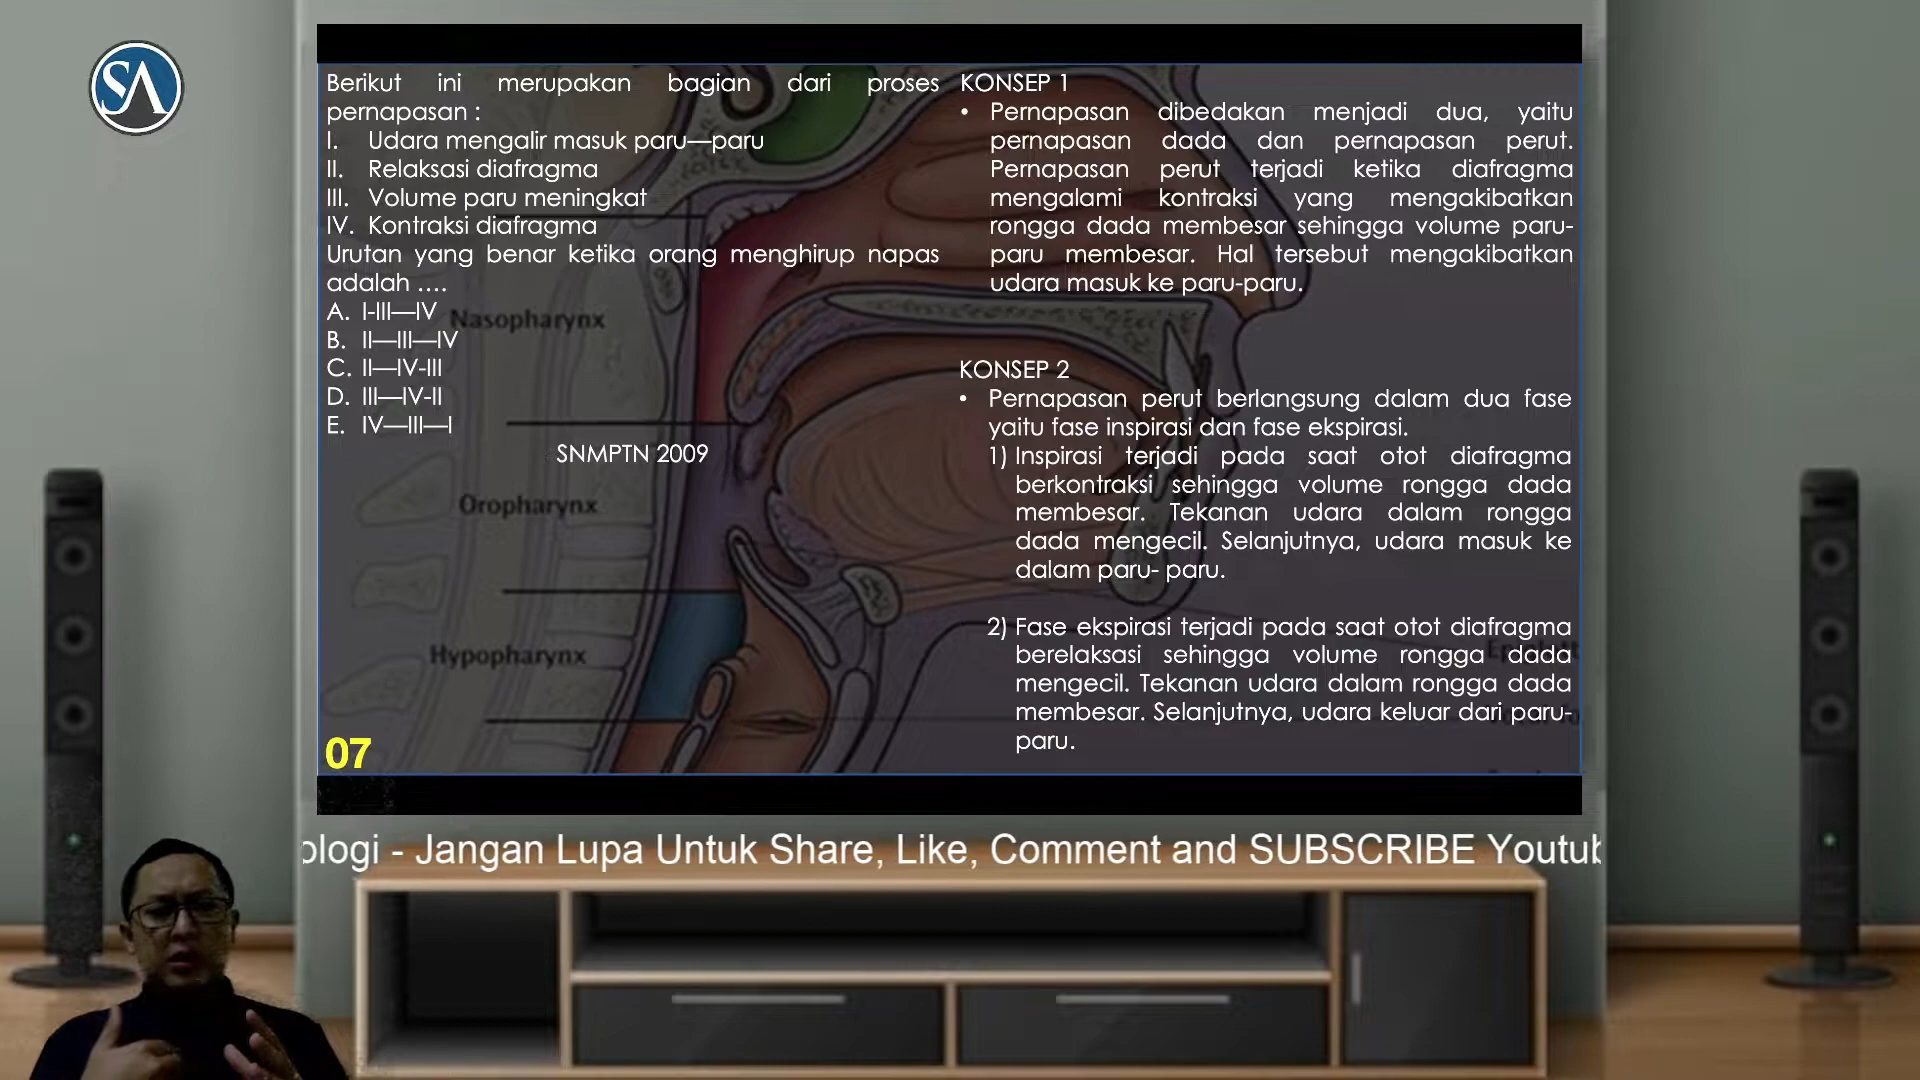 SA
Berikut ini merupakan bagian dari proses
pernapasan :
I. Udara mengalir masuk paru—paru
II. Relaksasi diafragma
III. Volume paru meningkat
IV. Kontraksi diafragma
Urutan yang benar ketika orang menghirup napas
adalah ....
A. I-III—IV
B. II—III—IV
C. II—IV-III
D. III—IV-II
E. IV—III—I
SNMPTN 2009
Nasopharynx
Oropharynx
Hypopharynx
07
KONSEP 1
• Pernapasan dibedakan menjadi dua, yaitu
pernapasan dada dan pernapasan perut.
Pernapasan perut terjadi ketika diafragma
mengalami kontraksi yang mengakibatkan
rongga dada membesar sehingga volume paru-
paru membesar. Hal tersebut mengakibatkan
udara masuk ke paru-paru.
KONSEP 2
• Pernapasan perut berlangsung dalam dua fase
yaitu fase inspirasi dan fase ekspirasi.
1) Inspirasi terjadi pada saat otot diafragma
berkontraksi sehingga volume rongga dada
membesar. Tekanan udara dalam rongga
dada mengecil. Selanjutnya, udara masuk ke
dalam paru- paru.
2) Fase ekspirasi terjadi pada saat otot diafragma
berelaksasi sehingga volume rongga dada
mengecil. Tekanan udara dalam rongga dada
membesar. Selanjutnya, udara keluar dari paru-
paru.
ologi - Jangan Lupa Untuk Share, Like, Comment and SUBSCRIBE Youtub